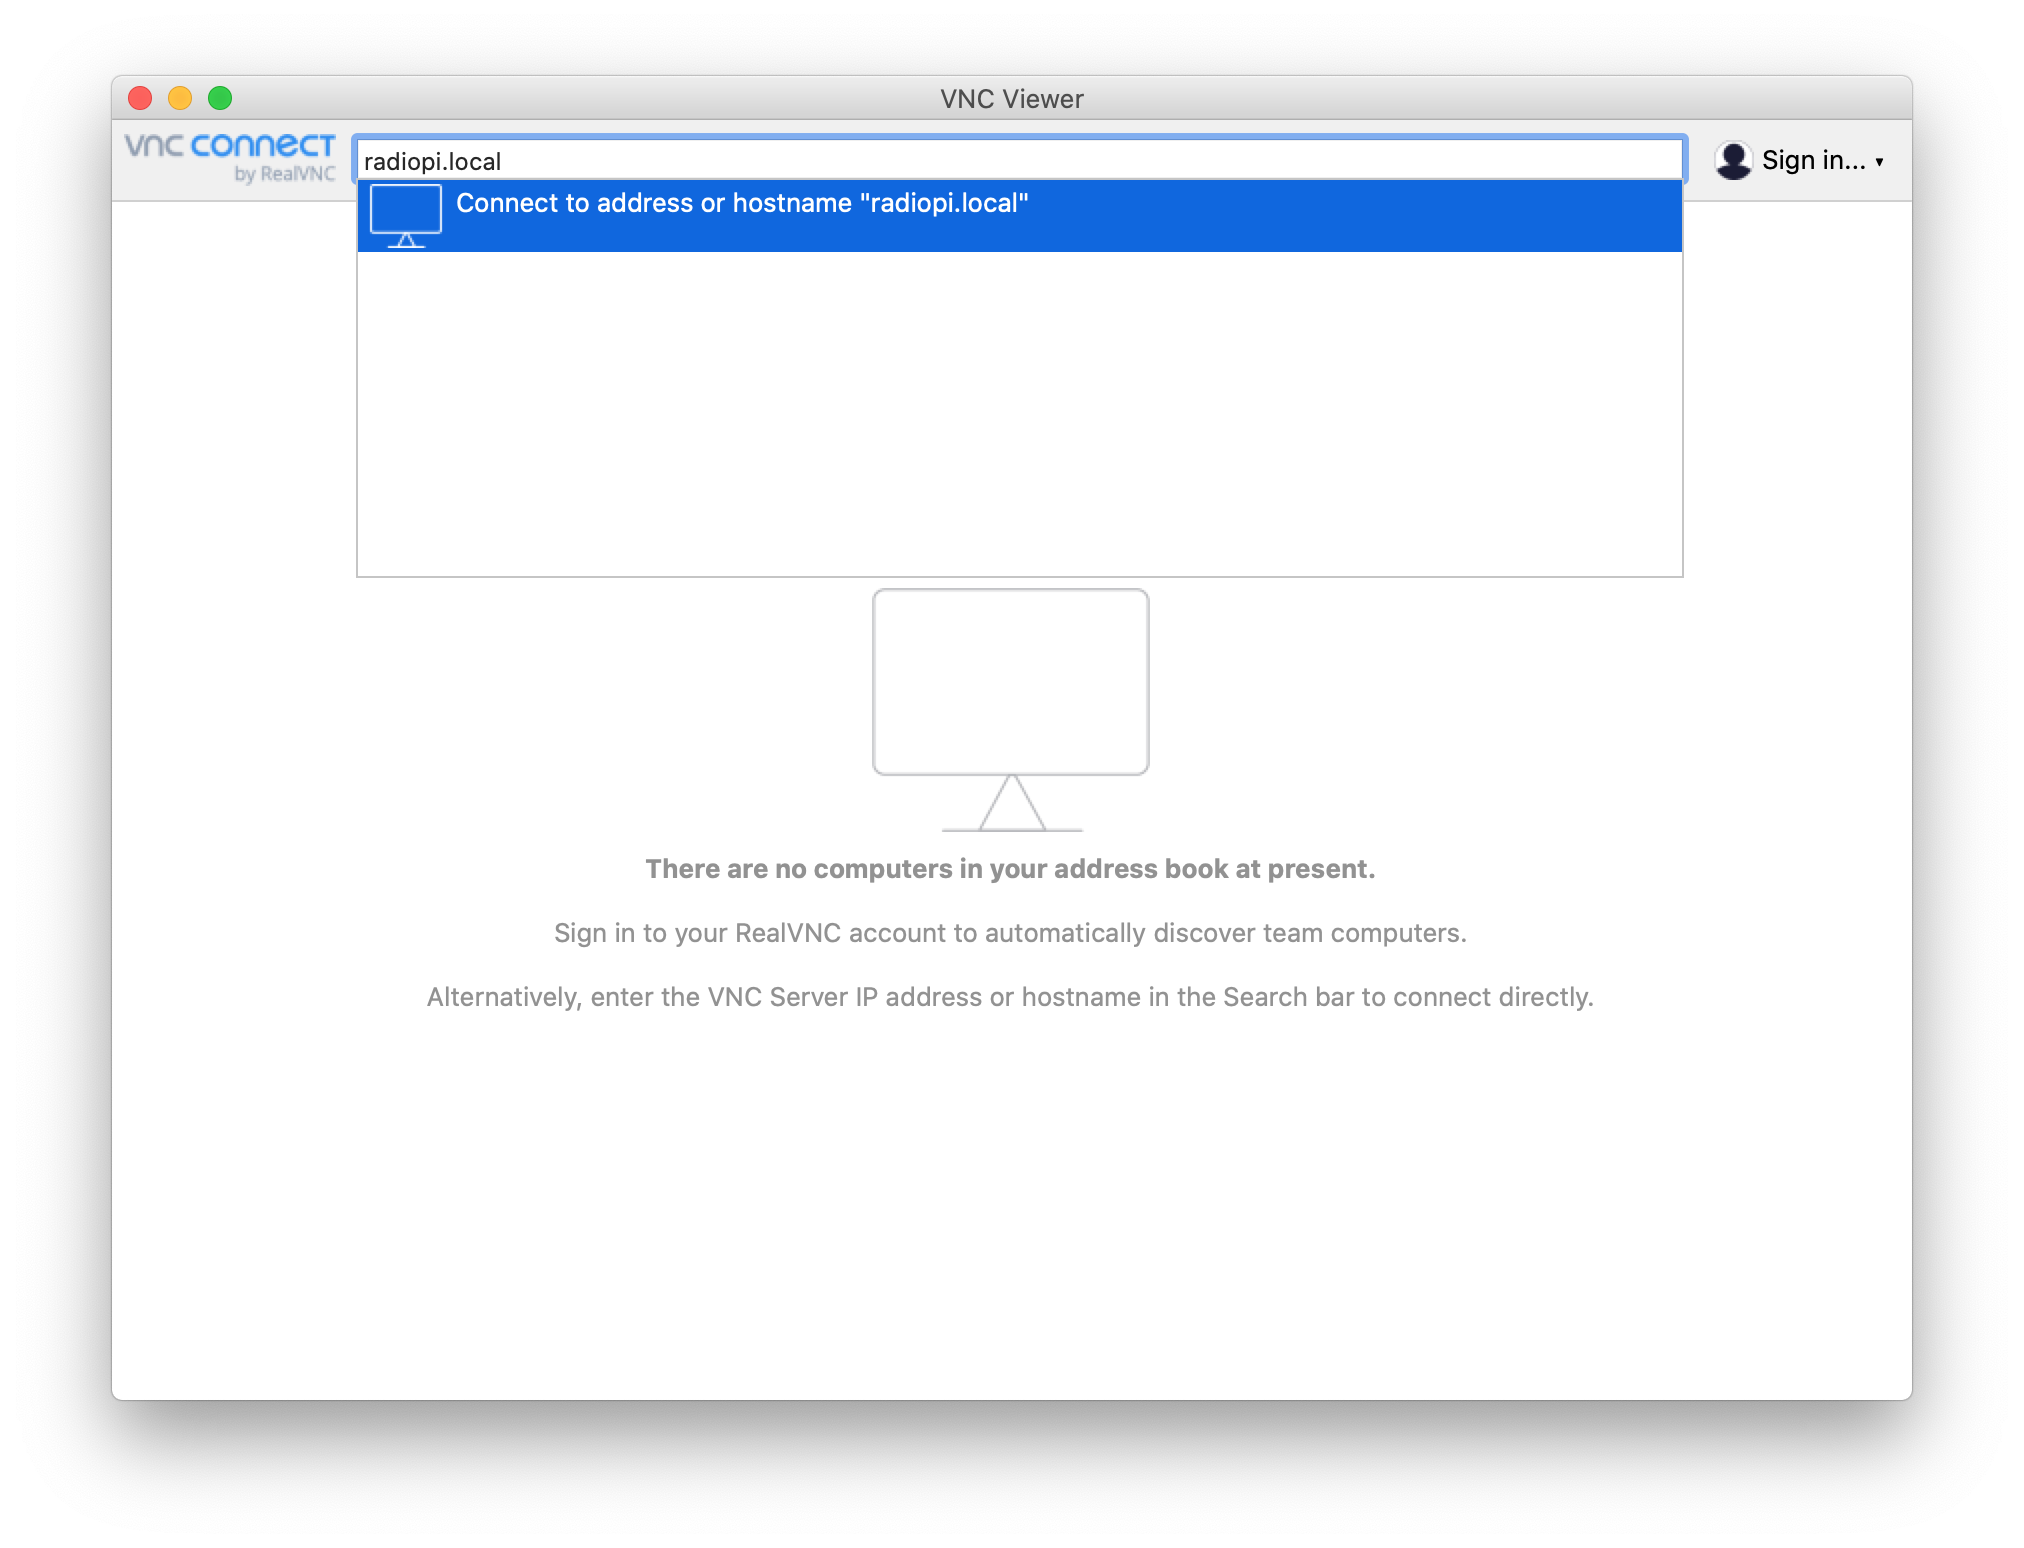 VNC Viewer
vnc connect
by RealVNC
radiopi.local
Sign in... ▾
Connect to address or hostname "radiopi.local"
There are no computers in your address book at present.
Sign in to your RealVNC account to automatically discover team computers.
Alternatively, enter the VNC Server IP address or hostname in the Search bar to connect directly.